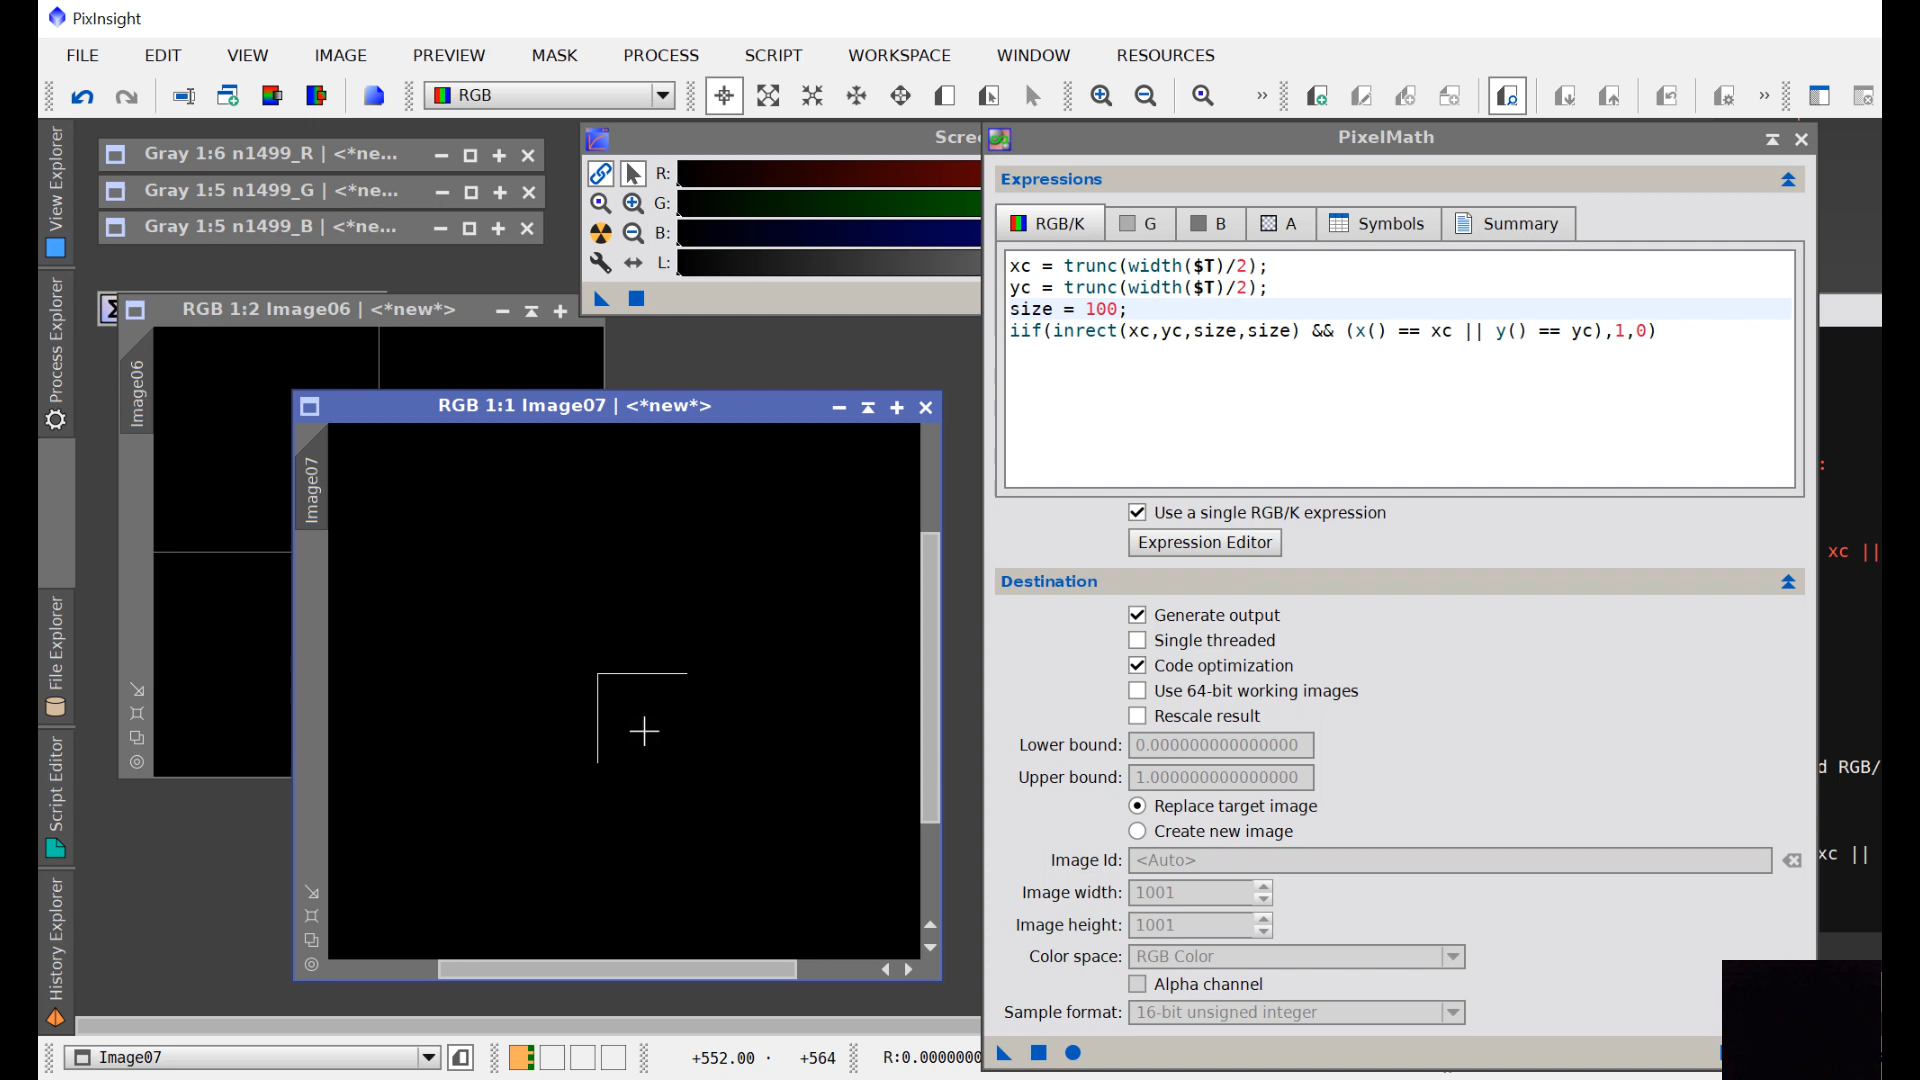 PixInsight
FILE EDIT VIEW IMAGE PREVIEW MASK PROCESS SCRIPT WORKSPACE WINDOW RESOURCES
RGB
View Explorer
Process Explorer
File Explorer
Script Editor
History Explorer
Gray 1:6 n1499_R | <*ne...
Gray 1:5 n1499_G | <*ne...
Gray 1:5 n1499_B | <*ne...
RGB 1:2 Image06 | <*new*>
Image06
RGB 1:1 Image07 | <*new*>
Image07
R:
G:
B:
L:
PixelMath
Expressions
RGB/K G B A Symbols Summary
xc = trunc(width($T)/2);
yc = trunc(width($T)/2);
size = 100;
iif(inrect(xc,yc,size,size) && (x() == xc || y() == yc),1,0)
Use a single RGB/K expression
Expression Editor
Destination
Generate output
Single threaded
Code optimization
Use 64-bit working images
Rescale result
Lower bound: 0.000000000000000
Upper bound: 1.000000000000000
Replace target image
Create new image
Image Id: <Auto>
Image width: 1001
Image height: 1001
Color space: RGB Color
Alpha channel
Sample format: 16-bit unsigned integer
:
xc ||
d RGB/
xc ||
Image07
+552.00 · +564